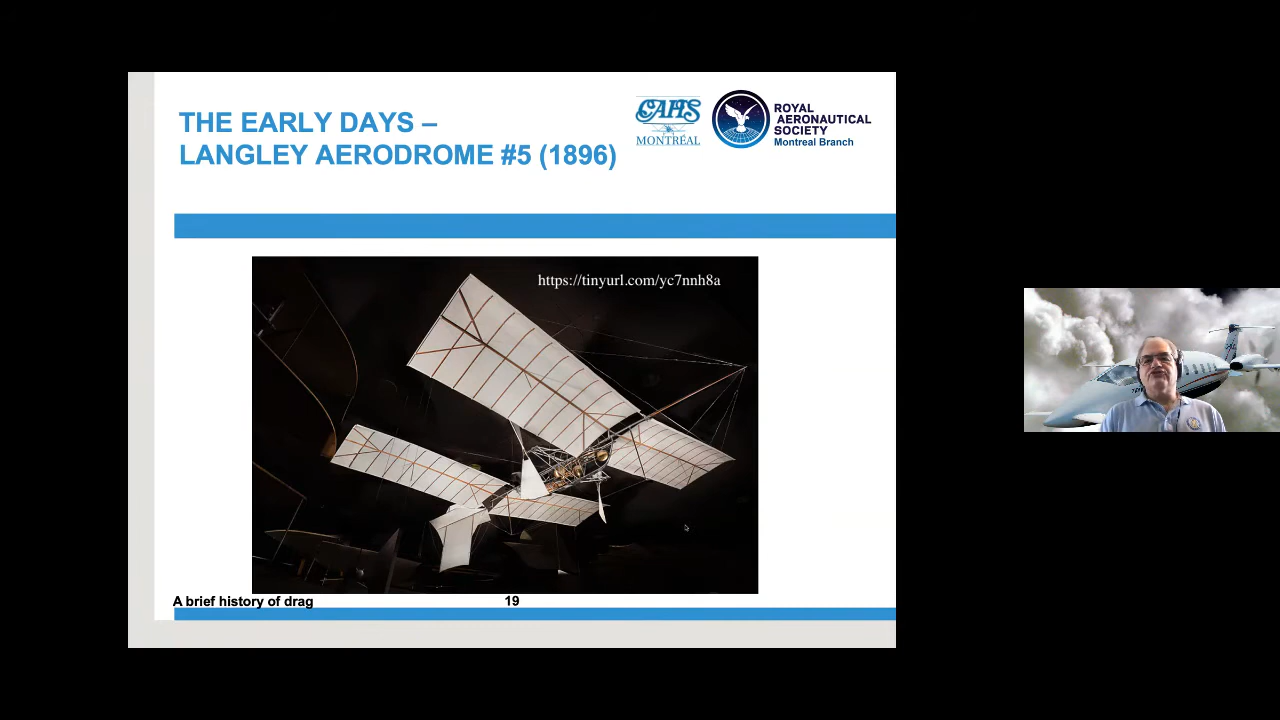 THE EARLY DAYS –
LANGLEY AERODROME #5 (1896)
CAHS
MONTRÉAL
ROYAL
AERONAUTICAL
SOCIETY
Montreal Branch
https://tinyurl.com/yc7nnh8a
A brief history of drag
19